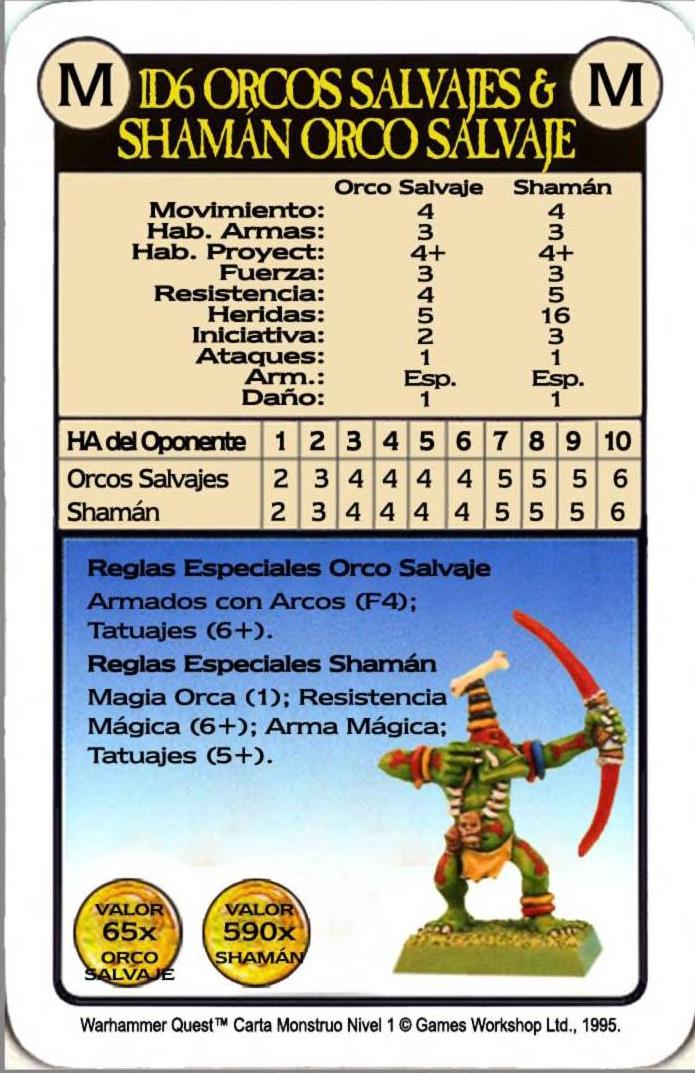 M 1D6 ORCOS SALVAJES & M
SHAMÁN ORCO SALVAJE
Orco Salvaje Shamán
Movimiento: 4 4
Hab. Armas: 3 3
Hab. Proyect: 4+ 4+
Fuerza: 3 3
Resistencia: 4 5
Heridas: 5 16
Iniciativa: 2 3
Ataques: 1 1
Arm.: Esp. Esp.
Daño: 1 1
HA del Oponente 1 2 3 4 5 6 7 8 9 10
Orcos Salvajes 2 3 4 4 4 4 5 5 5 6
Shamán 2 3 4 4 4 4 5 5 5 6
Reglas Especiales Orco Salvaje
Armados con Arcos (F4);
Tatuajes (6+).
Reglas Especiales Shamán
Magia Orca (1); Resistencia
Mágica (6+); Arma Mágica;
Tatuajes (5+).
VALOR
65x
ORCO
SALVAJE
VALOR
590x
SHAMÁN
Warhammer Quest™ Carta Monstruo Nivel 1 © Games Workshop Ltd., 1995.